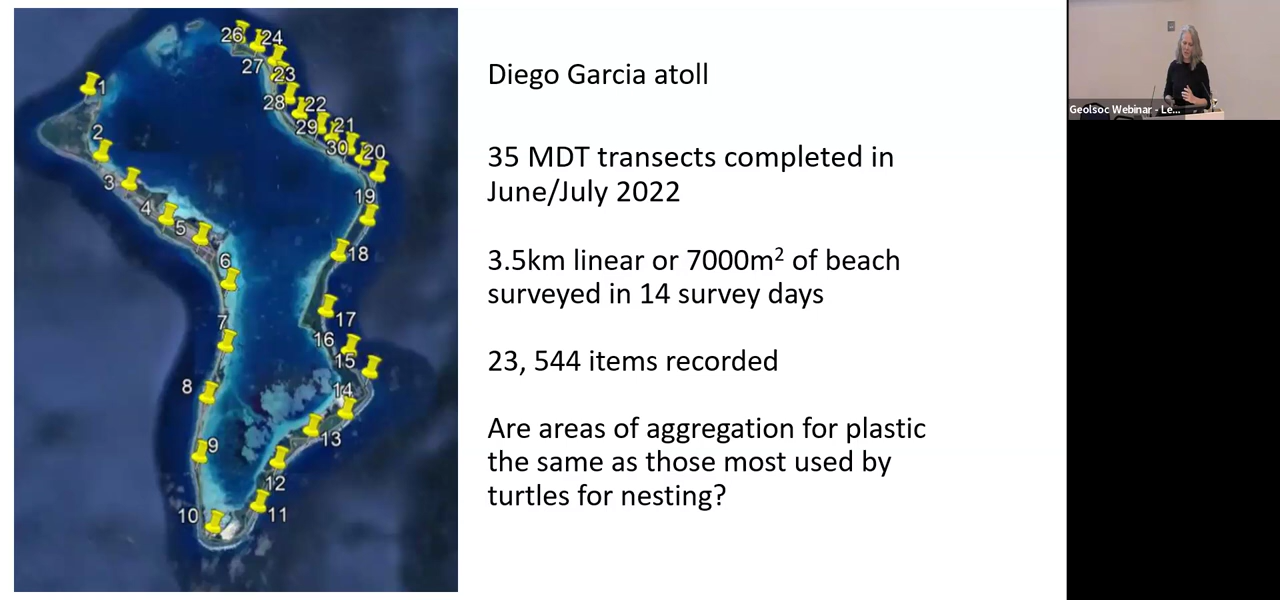 Diego Garcia atoll
35 MDT transects completed in
June/July 2022
3.5km linear or 7000m² of beach
surveyed in 14 survey days
23, 544 items recorded
Are areas of aggregation for plastic
the same as those most used by
turtles for nesting?
26
24
27
23
28
22
29
21
30
20
1
2
3
4
5
6
7
8
9
10
11
12
13
14
15
16
17
18
19
Geolsoc Webinar - Le...